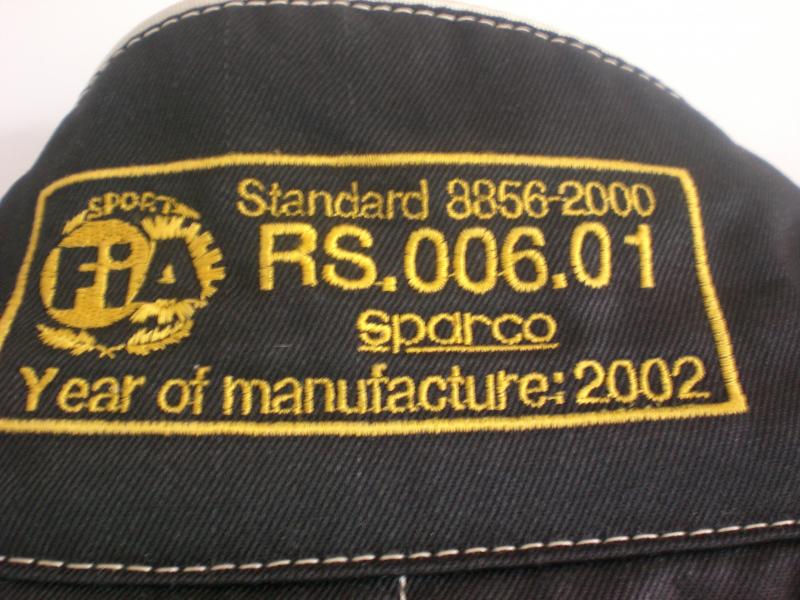 SPORT
FiA
Standard 8856-2000
RS.006.01
sparco
Year of manufacture: 2002